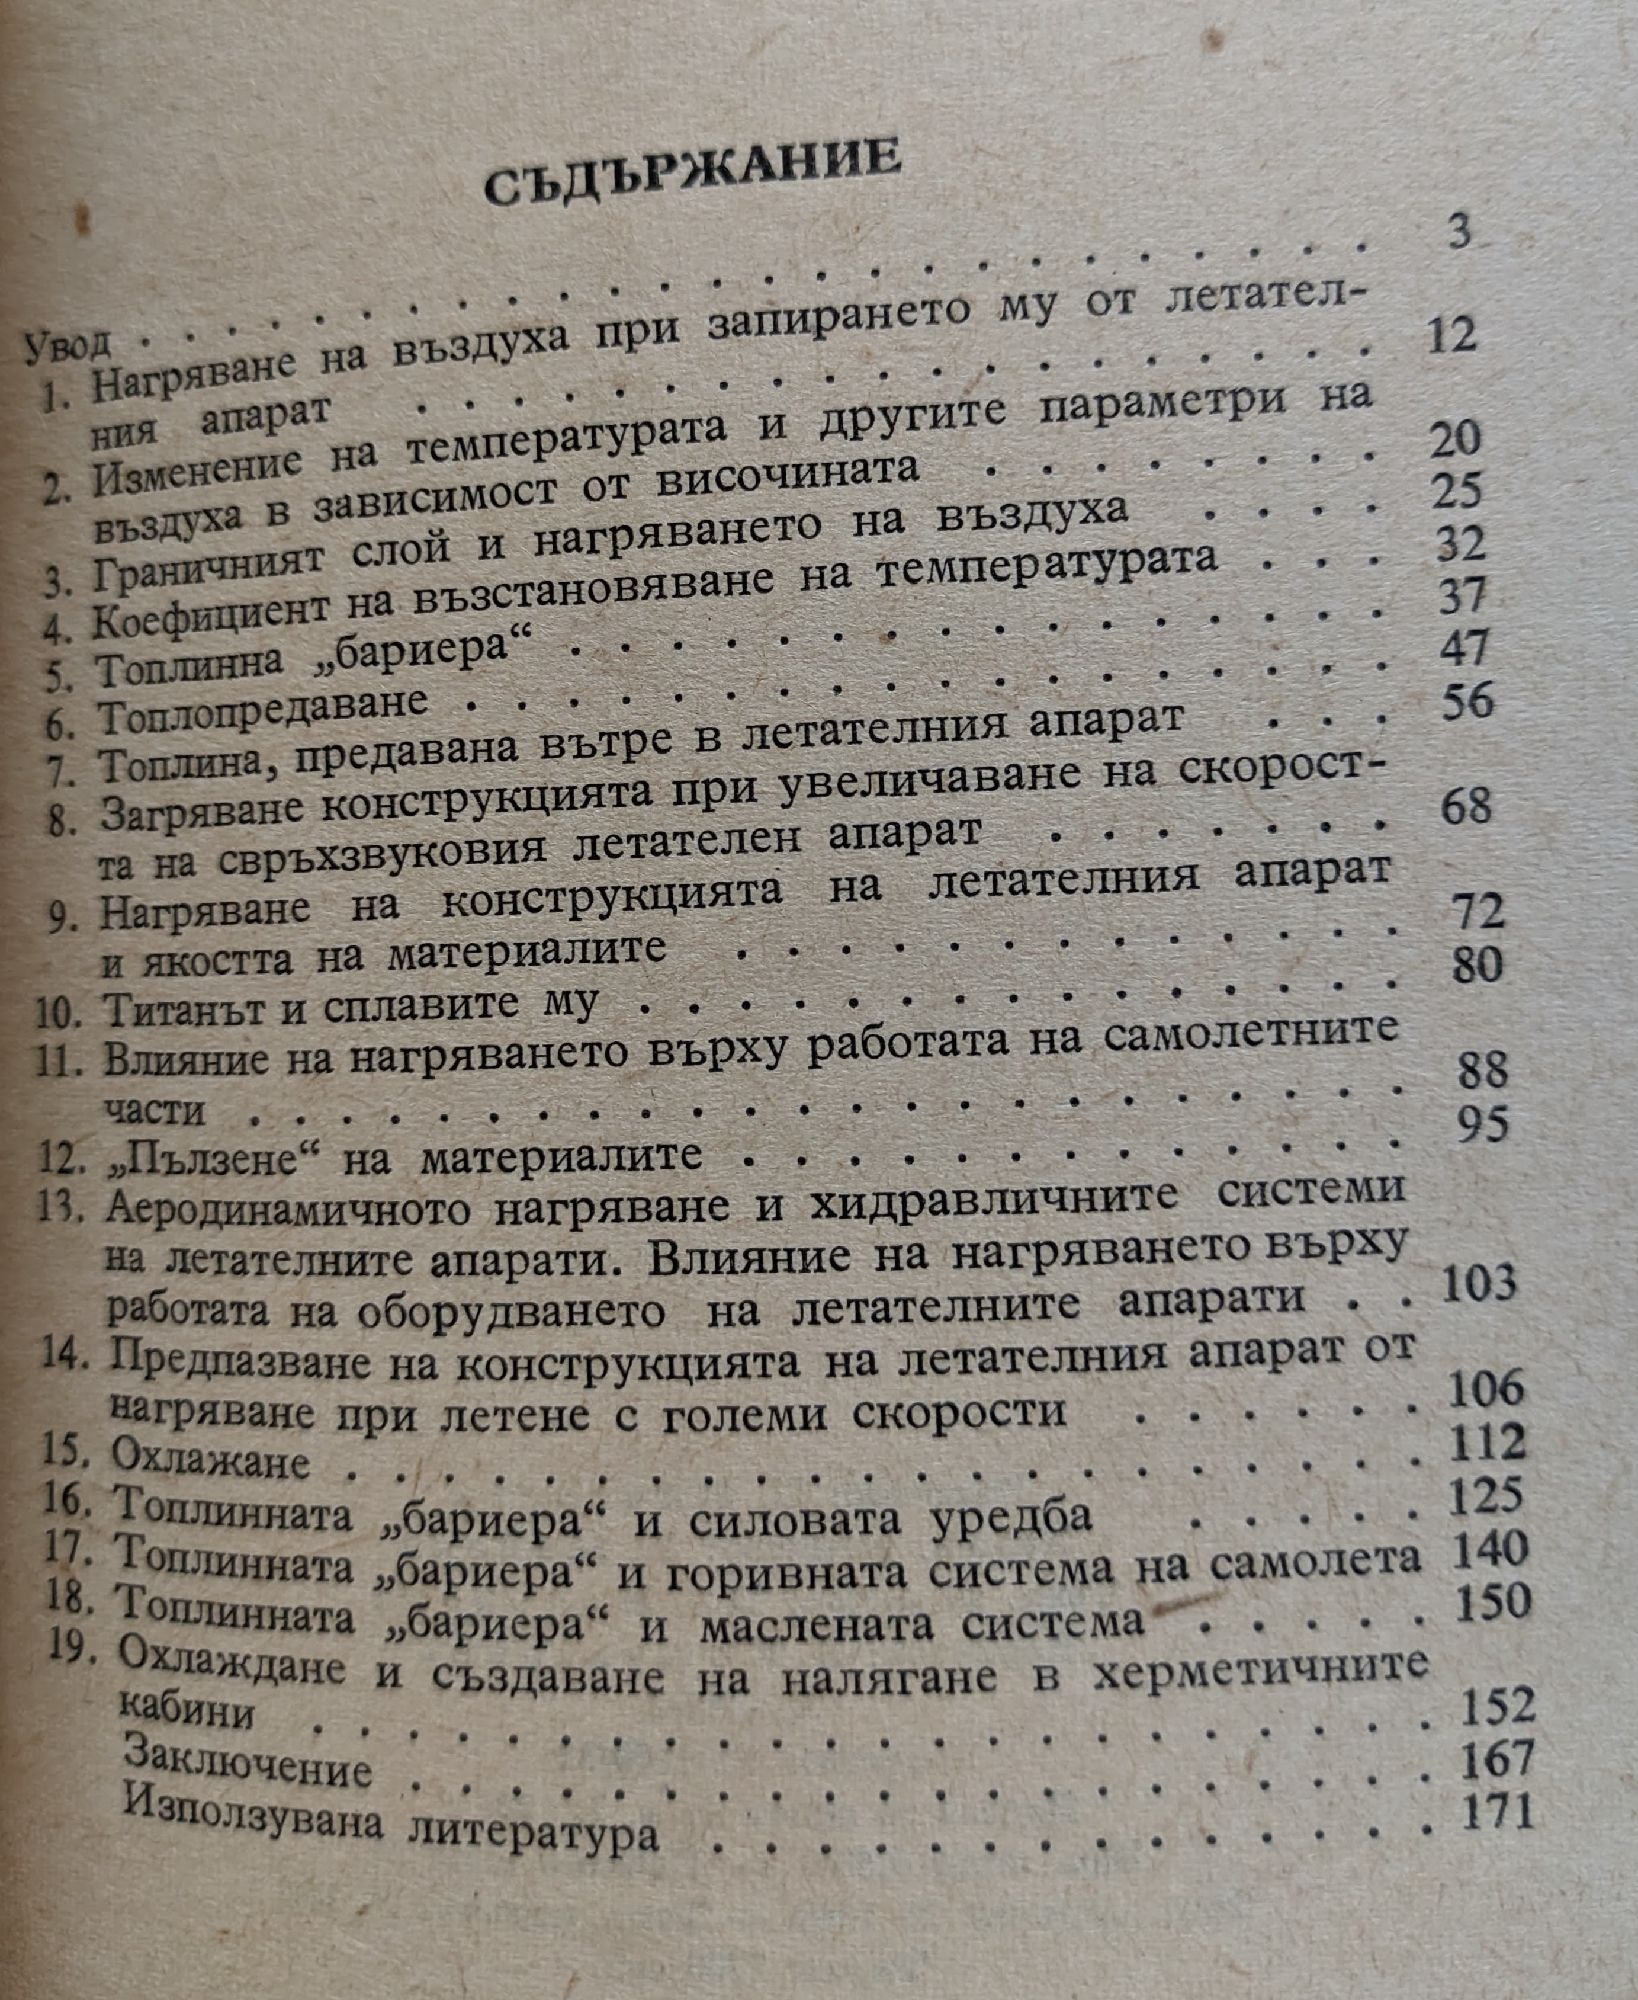 СЪДЪРЖАНИЕ
Увод . . . . . . . . . . . . . . . . . . . . . . . . 3
1. Нагряване на въздуха при запирането му от летател-
ния апарат . . . . . . . . . . . . . . . . . . . 12
2. Изменение на температурата и другите параметри на
въздуха в зависимост от височината . . . . . . . . 20
3. Граничният слой и нагряването на въздуха . . . . 25
4. Коефициент на възстановяване на температурата . . . 32
5. Топлинна „бариера“ . . . . . . . . . . . . . . . . 37
6. Топлопредаване . . . . . . . . . . . . . . . . . . 47
7. Топлина, предавана вътре в летателния апарат . . . 56
8. Загряване конструкцията при увеличаване на скорост-
та на свръхзвуковия летателен апарат . . . . . . . 68
9. Нагряване на конструкцията на летателния апарат
и якостта на материалите . . . . . . . . . . . . . 72
10. Титанът и сплавите му . . . . . . . . . . . . . . . 80
11. Влияние на нагряването върху работата на самолетните
части . . . . . . . . . . . . . . . . . . . . . . . 88
12. „Пълзене“ на материалите . . . . . . . . . . . . . 95
13. Аеродинамичното нагряване и хидравличните системи
на летателните апарати. Влияние на нагряването върху
работата на оборудването на летателните апарати . . 103
14. Предпазване на конструкцията на летателния апарат от
нагряване при летене с големи скорости . . . . . . 106
15. Охлажане . . . . . . . . . . . . . . . . . . . . . 112
16. Топлинната „бариера“ и силовата уредба . . . . . 125
17. Топлинната „бариера“ и горивната система на самолета 140
18. Топлинната „бариера“ и маслената система . . . . . 150
19. Охлаждане и създаване на налягане в херметичните
кабини . . . . . . . . . . . . . . . . . . . . . . 152
Заключение . . . . . . . . . . . . . . . . . . . . 167
Използувана литература . . . . . . . . . . . . . . 171